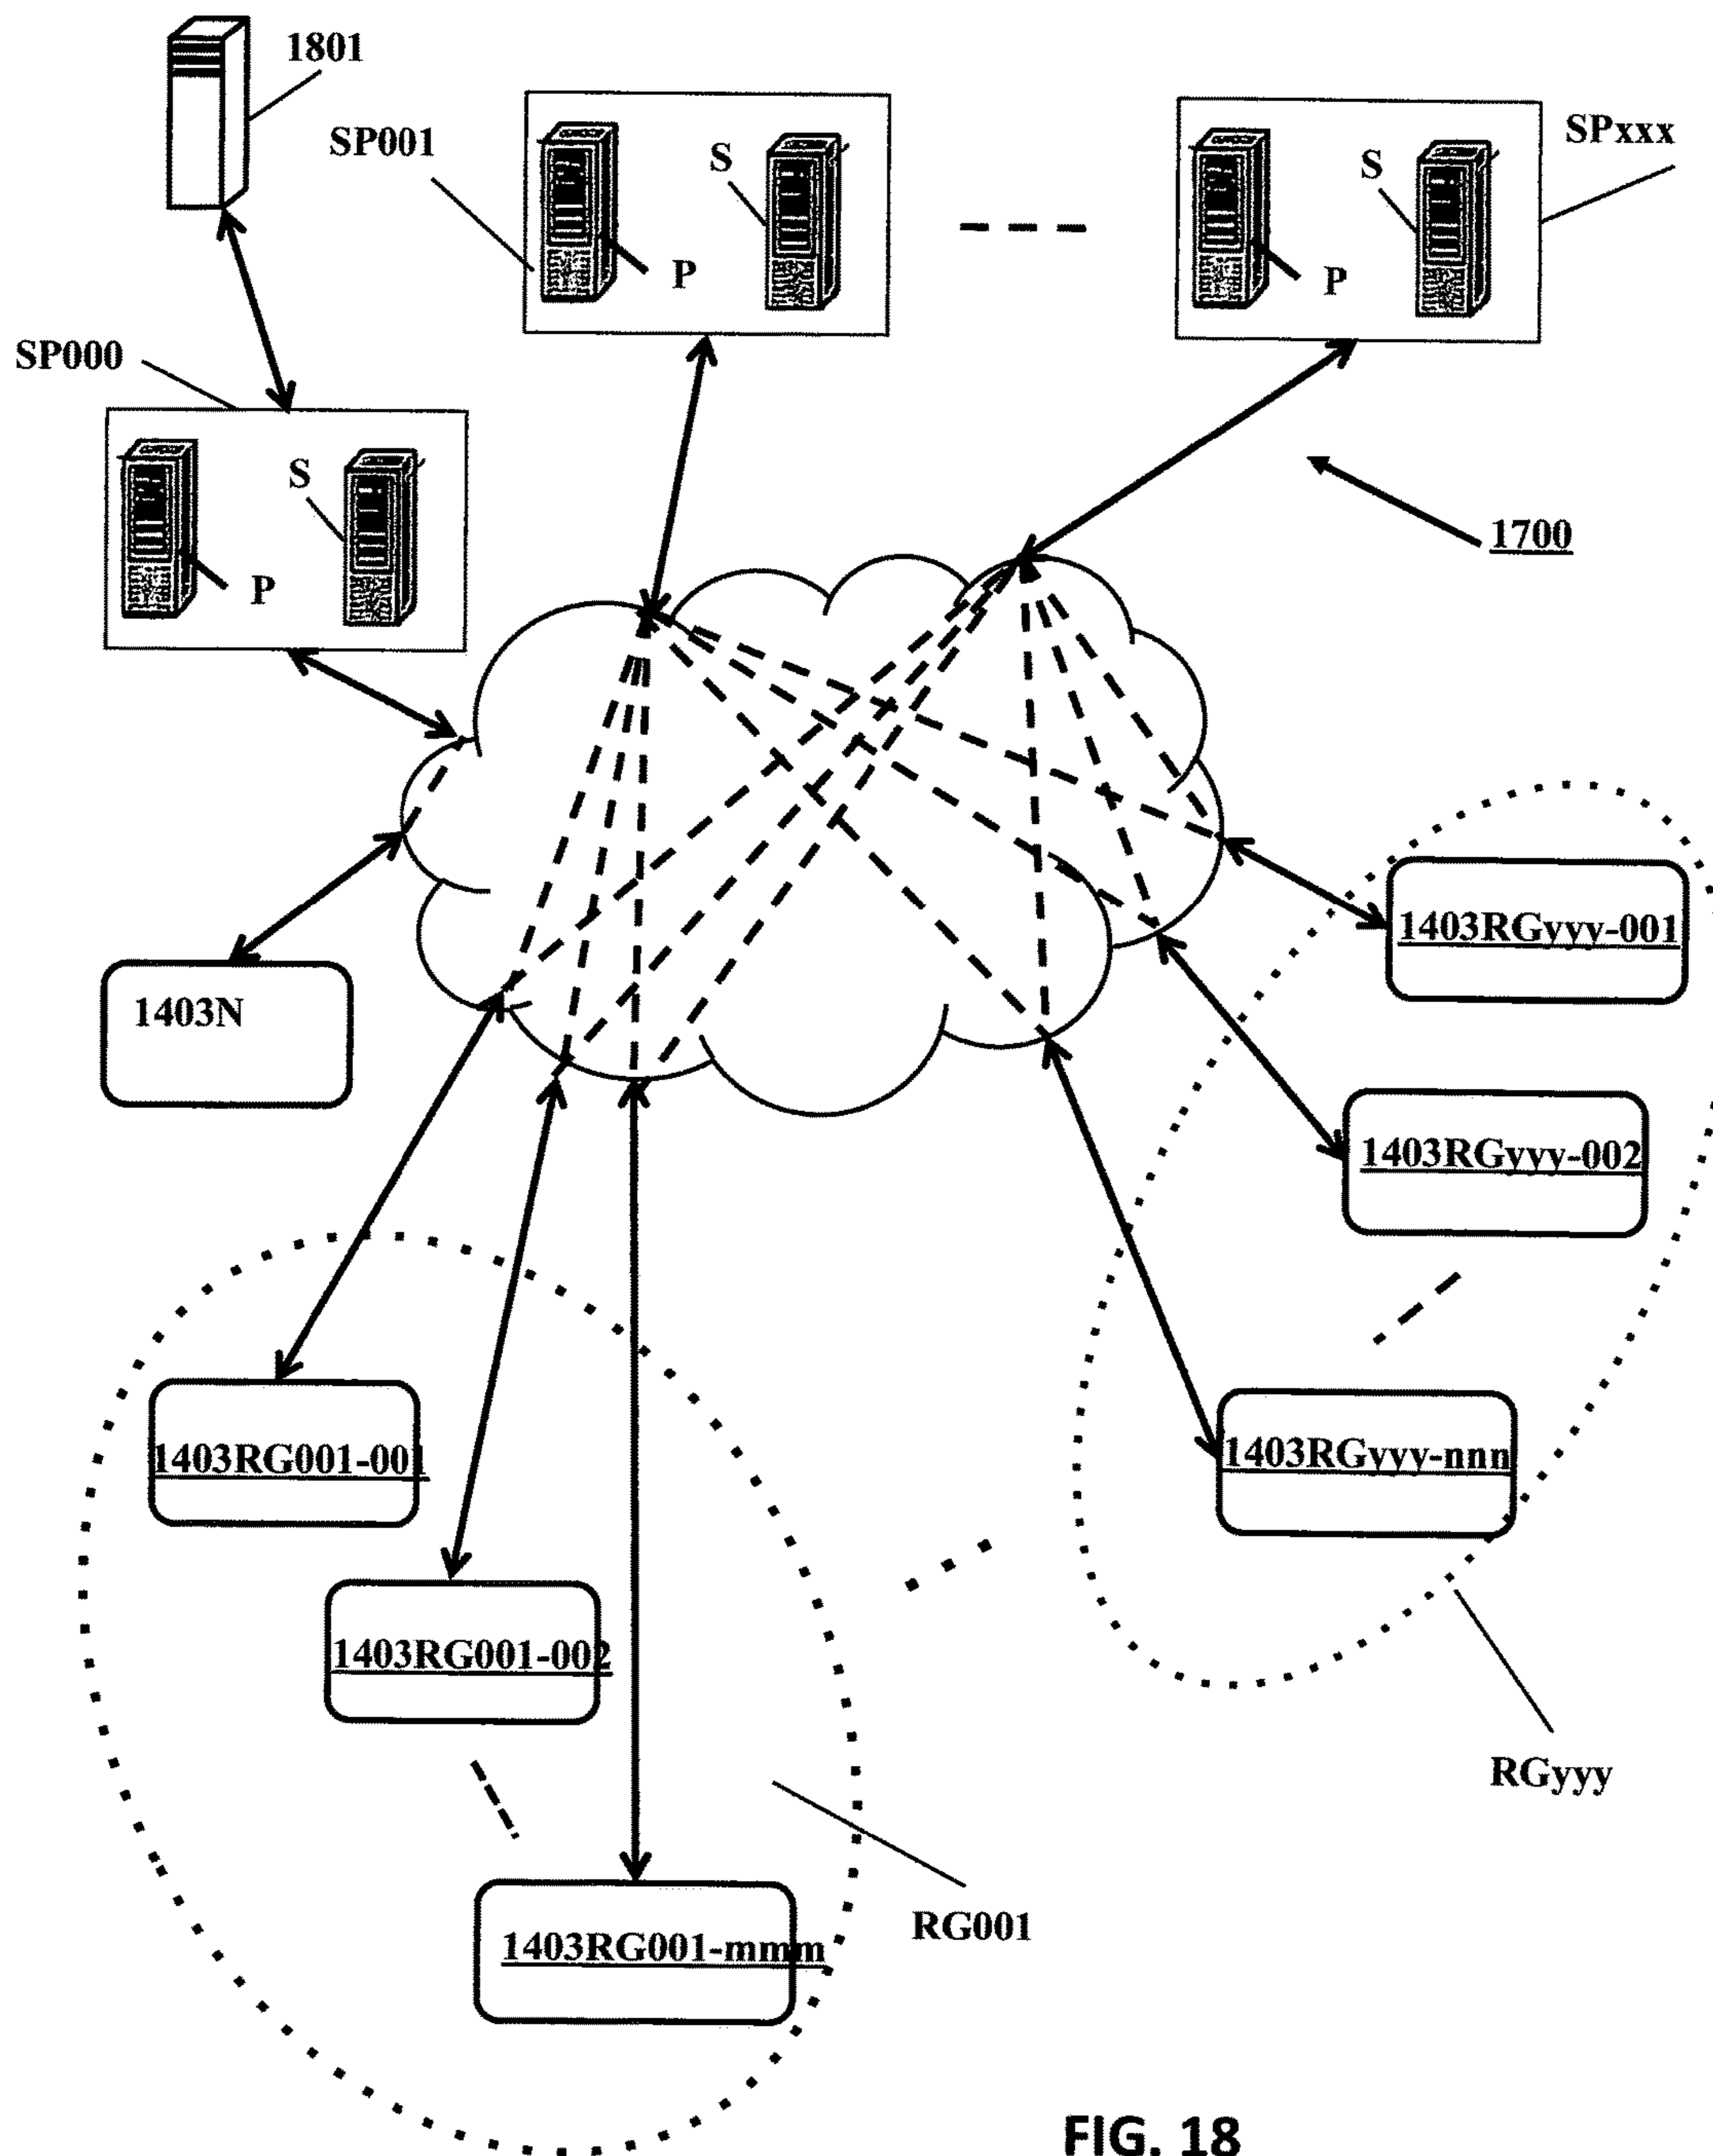 1801
SP001
S
P
SPxxx
S
P
SP000
S
P
1700
1403N
1403RGyyy-001
1403RGyyy-002
1403RGyyy-nnn
1403RG001-001
1403RG001-002
1403RG001-mmm
RGyyy
RG001
FIG. 18